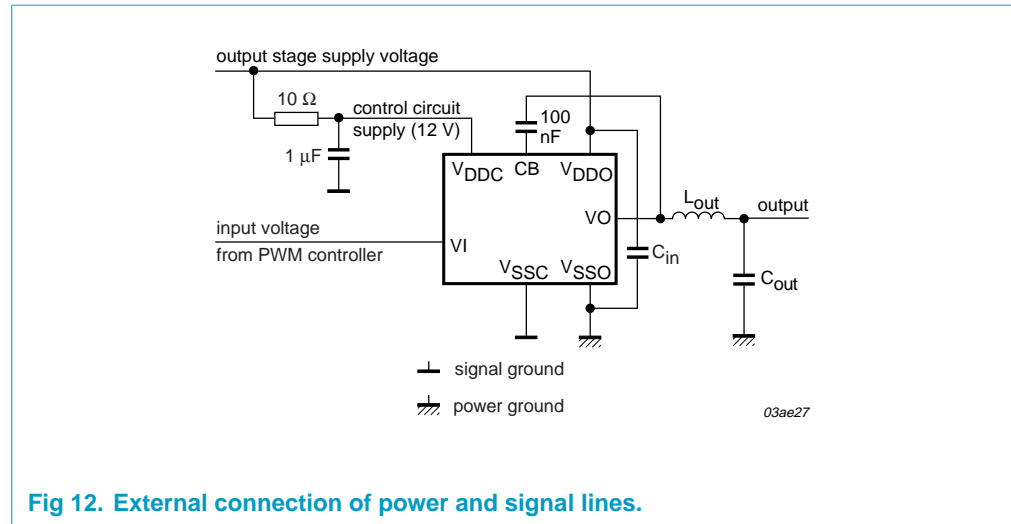 output stage supply voltage
10 Ω
control circuit
supply (12 V)
100
nF
1 μF
VDDC
CB
VDDO
VO
Lout
output
input voltage
from PWM controller
VI
VSSC
VSSO
Cin
Cout
signal ground
power ground
03ae27
Fig 12. External connection of power and signal lines.